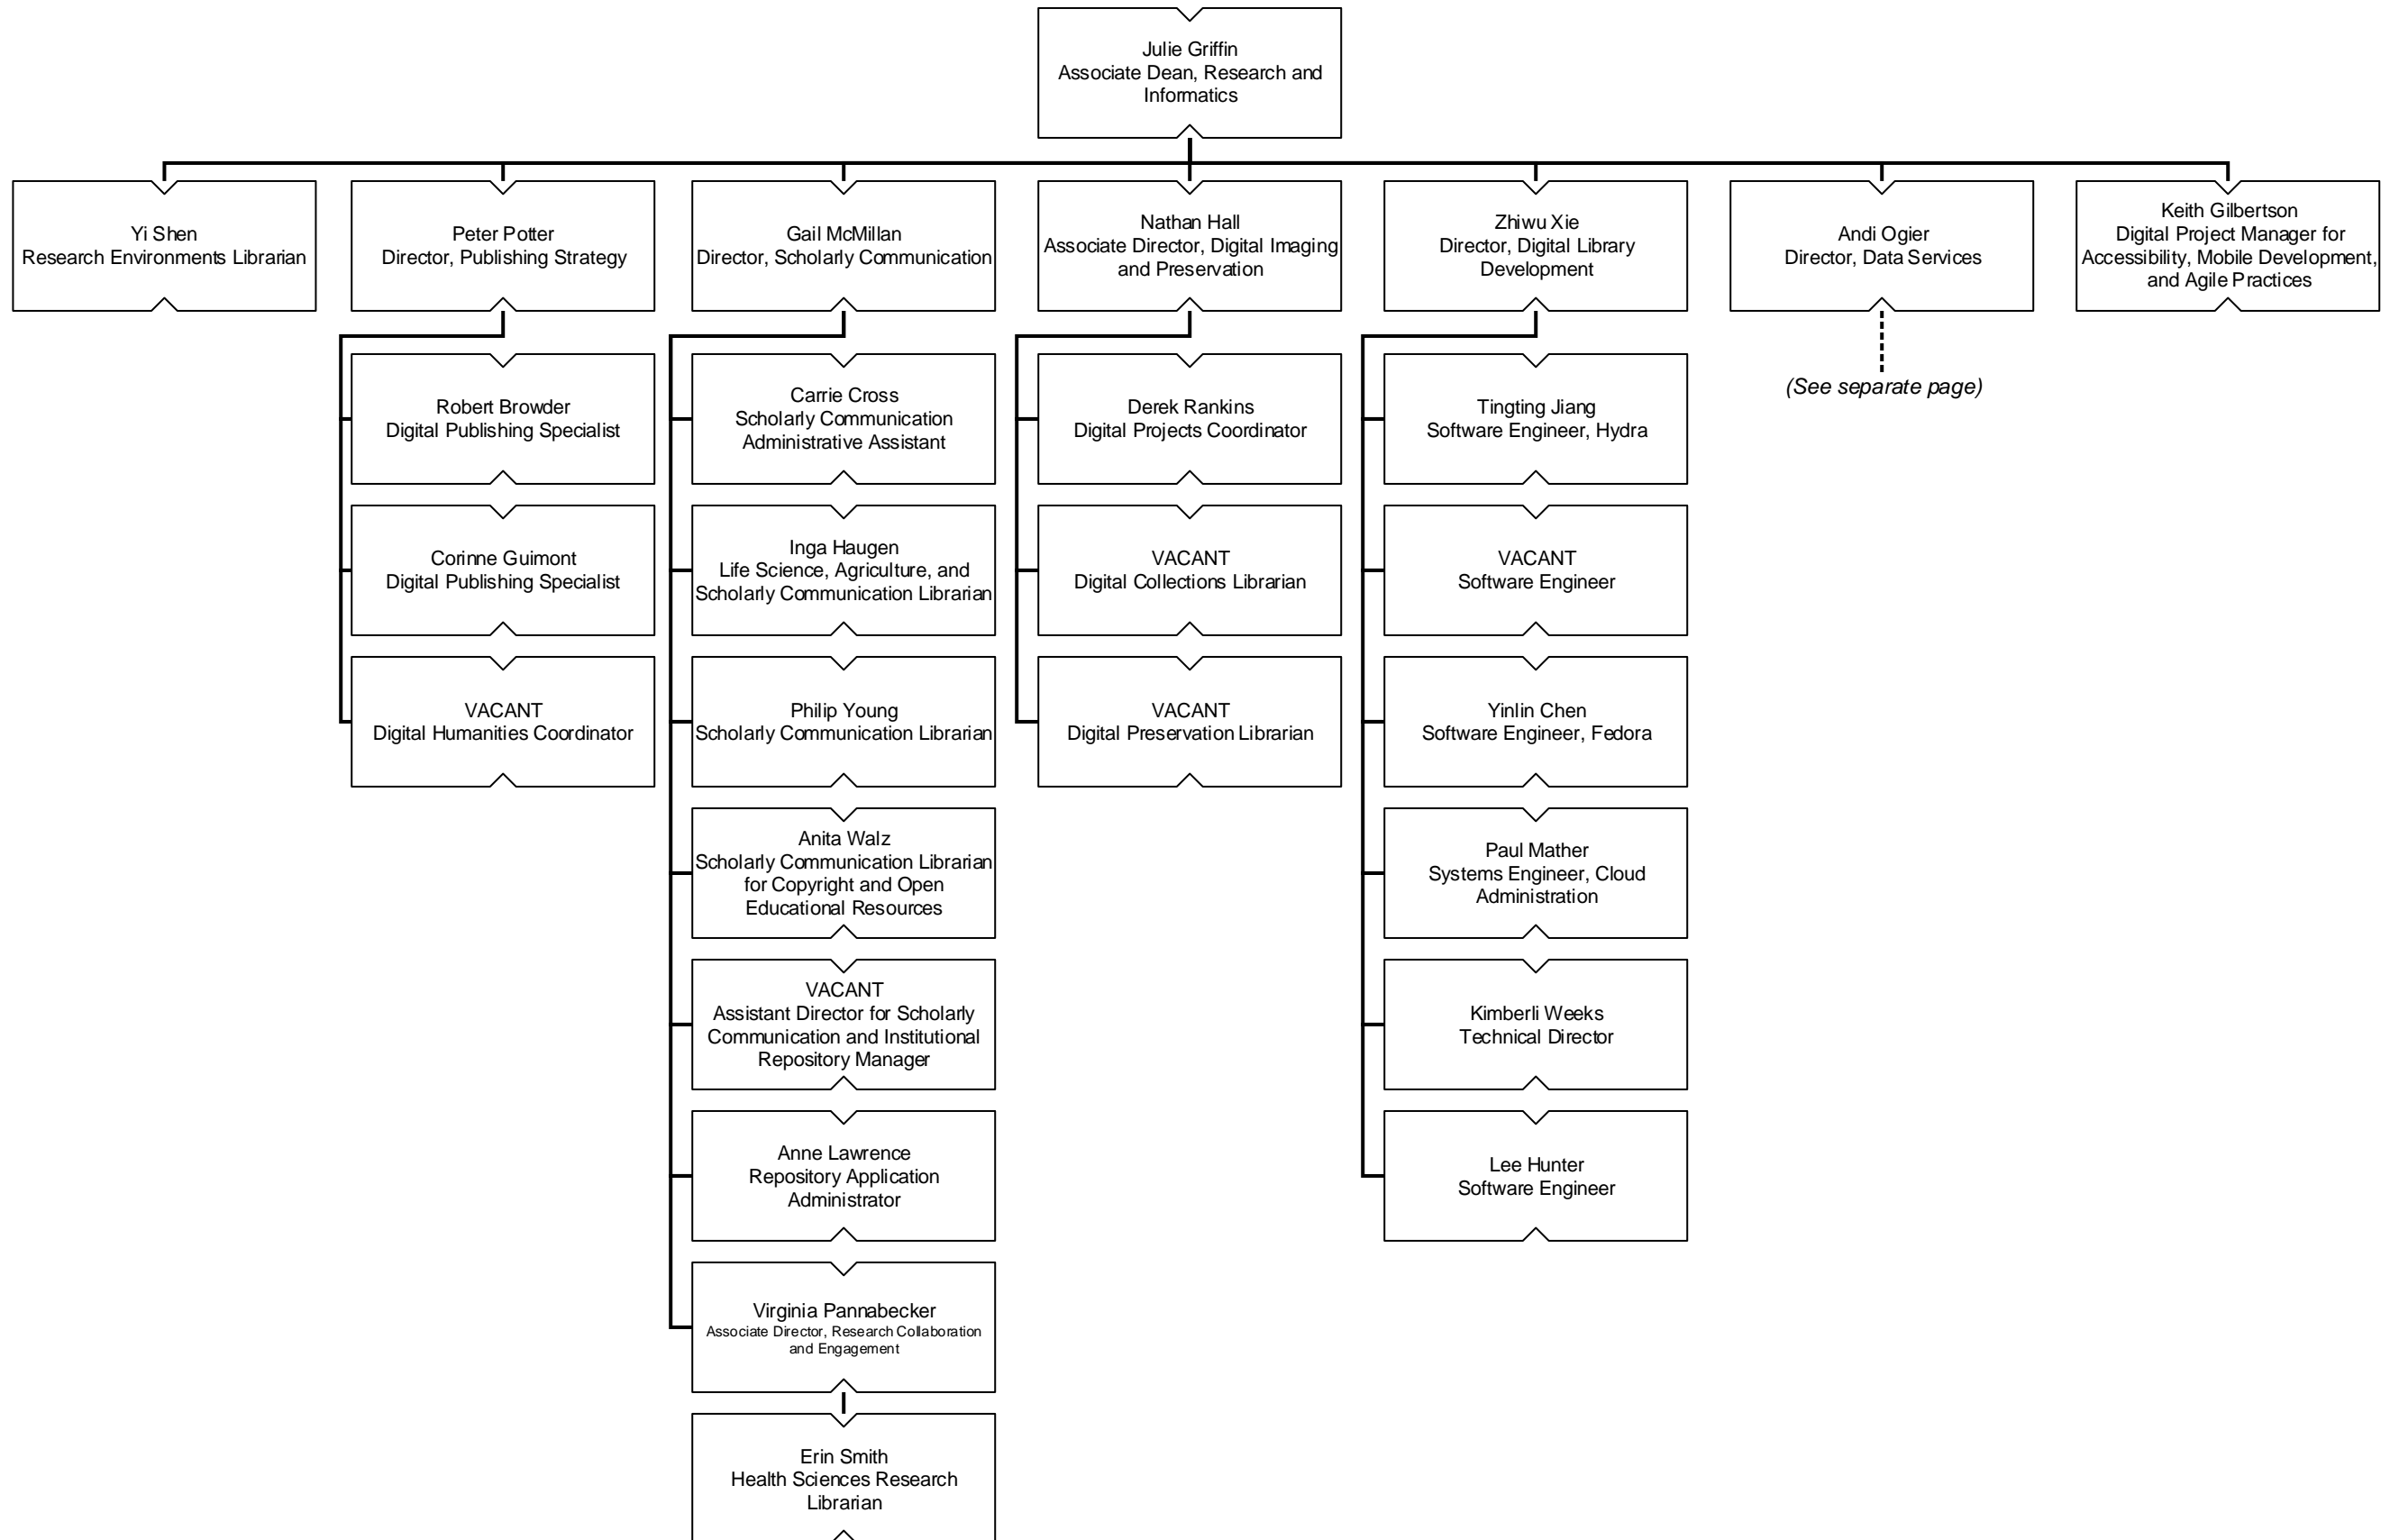 Julie Griffin
Associate Dean, Research and
Informatics
Yi Shen
Research Environments Librarian
Peter Potter
Director, Publishing Strategy
Gail McMillan
Director, Scholarly Communication
Nathan Hall
Associate Director, Digital Imaging
and Preservation
Zhiwu Xie
Director, Digital Library
Development
Andi Ogier
Director, Data Services
Keith Gilbertson
Digital Project Manager for
Accessibility, Mobile Development,
and Agile Practices
(See separate page)
Robert Browder
Digital Publishing Specialist
Corinne Guimont
Digital Publishing Specialist
VACANT
Digital Humanities Coordinator
Carrie Cross
Scholarly Communication
Administrative Assistant
Inga Haugen
Life Science, Agriculture, and
Scholarly Communication Librarian
Philip Young
Scholarly Communication Librarian
Anita Walz
Scholarly Communication Librarian
for Copyright and Open
Educational Resources
VACANT
Assistant Director for Scholarly
Communication and Institutional
Repository Manager
Anne Lawrence
Repository Application
Administrator
Virginia Pannabecker
Associate Director, Research Collaboration
and Engagement
Erin Smith
Health Sciences Research
Librarian
Derek Rankins
Digital Projects Coordinator
VACANT
Digital Collections Librarian
VACANT
Digital Preservation Librarian
Tingting Jiang
Software Engineer, Hydra
VACANT
Software Engineer
Yinlin Chen
Software Engineer, Fedora
Paul Mather
Systems Engineer, Cloud
Administration
Kimberli Weeks
Technical Director
Lee Hunter
Software Engineer